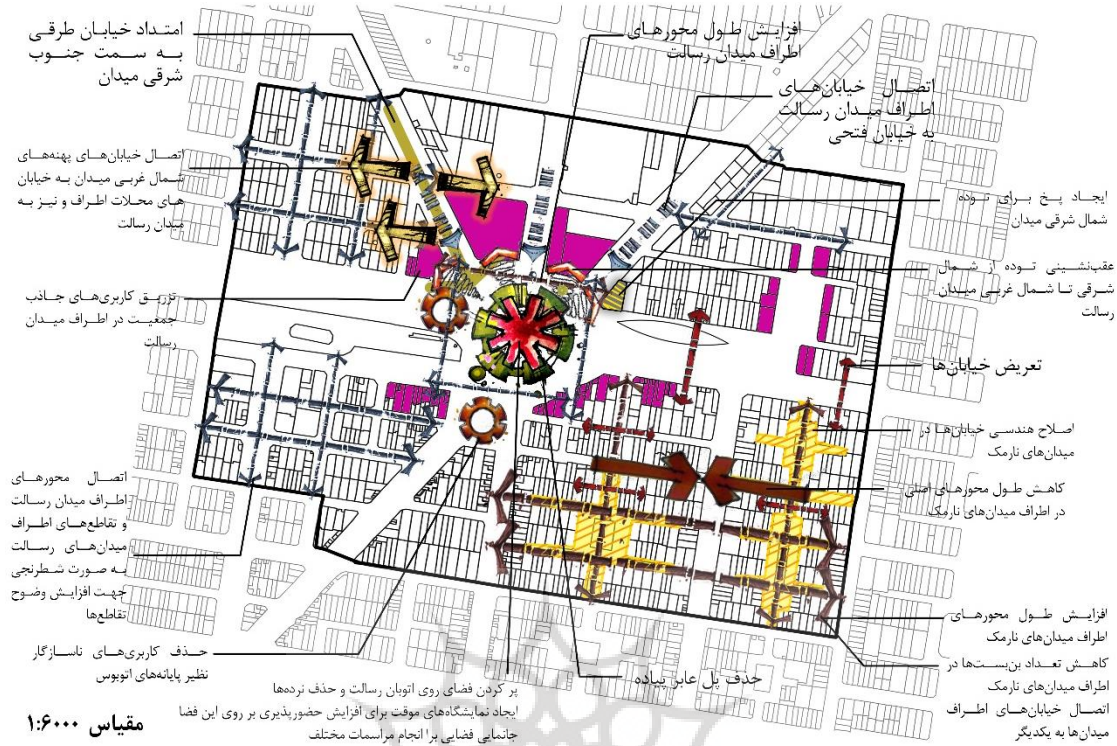 امتداد خیابان طرقی
به سمت جنوب
شرقی میدان
افزایش طول محورهای
اطراف میدان رسالت
اتصال خیابان‌های
اطراف میدان رسالت
به خیابان فتحی
اتصال خیابان‌های پهنه‌های
شمال غربی میدان به خیابان
های محلات اطراف و نیز به
میدان رسالت
ایجاد پخ برای توده
شمال شرقی میدان
عقب‌نشینی توده از شمال
شرقی تا شمال غربی میدان
رسالت
تزریق کاربری‌های جاذب
جمعیت در اطراف میدان
رسالت
تعریض خیابان‌ها
اصلاح هندسی خیابان‌ها در
میدان‌های نارمک
کاهش طول محورهای اصلی
در اطراف میدان‌های نارمک
اتصال محورهای
اطراف میدان رسالت
و تقاطع‌های اطراف
میدان‌های رسالت
به صورت شطرنجی
جهت افزایش وضوح
تقاطع‌ها
افزایش طول محورهای
اطراف میدان‌های نارمک
کاهش تعداد بن‌بست‌ها در
اطراف میدان‌های نارمک
اتصال خیابان‌های اطراف
میدان‌ها به یکدیگر
حذف کاربری‌های ناسازگار
نظیر پایانه‌های اتوبوس
حذف پل عابر پیاده
پر کردن فضای روی اتوبان رسالت و حذف نرده‌ها
ایجاد نمایشگاه‌های موقت برای افزایش حضورپذیری بر روی این فضا
جانمایی فضایی برا انجام مراسمات مختلف
مقیاس ۱:۶۰۰۰